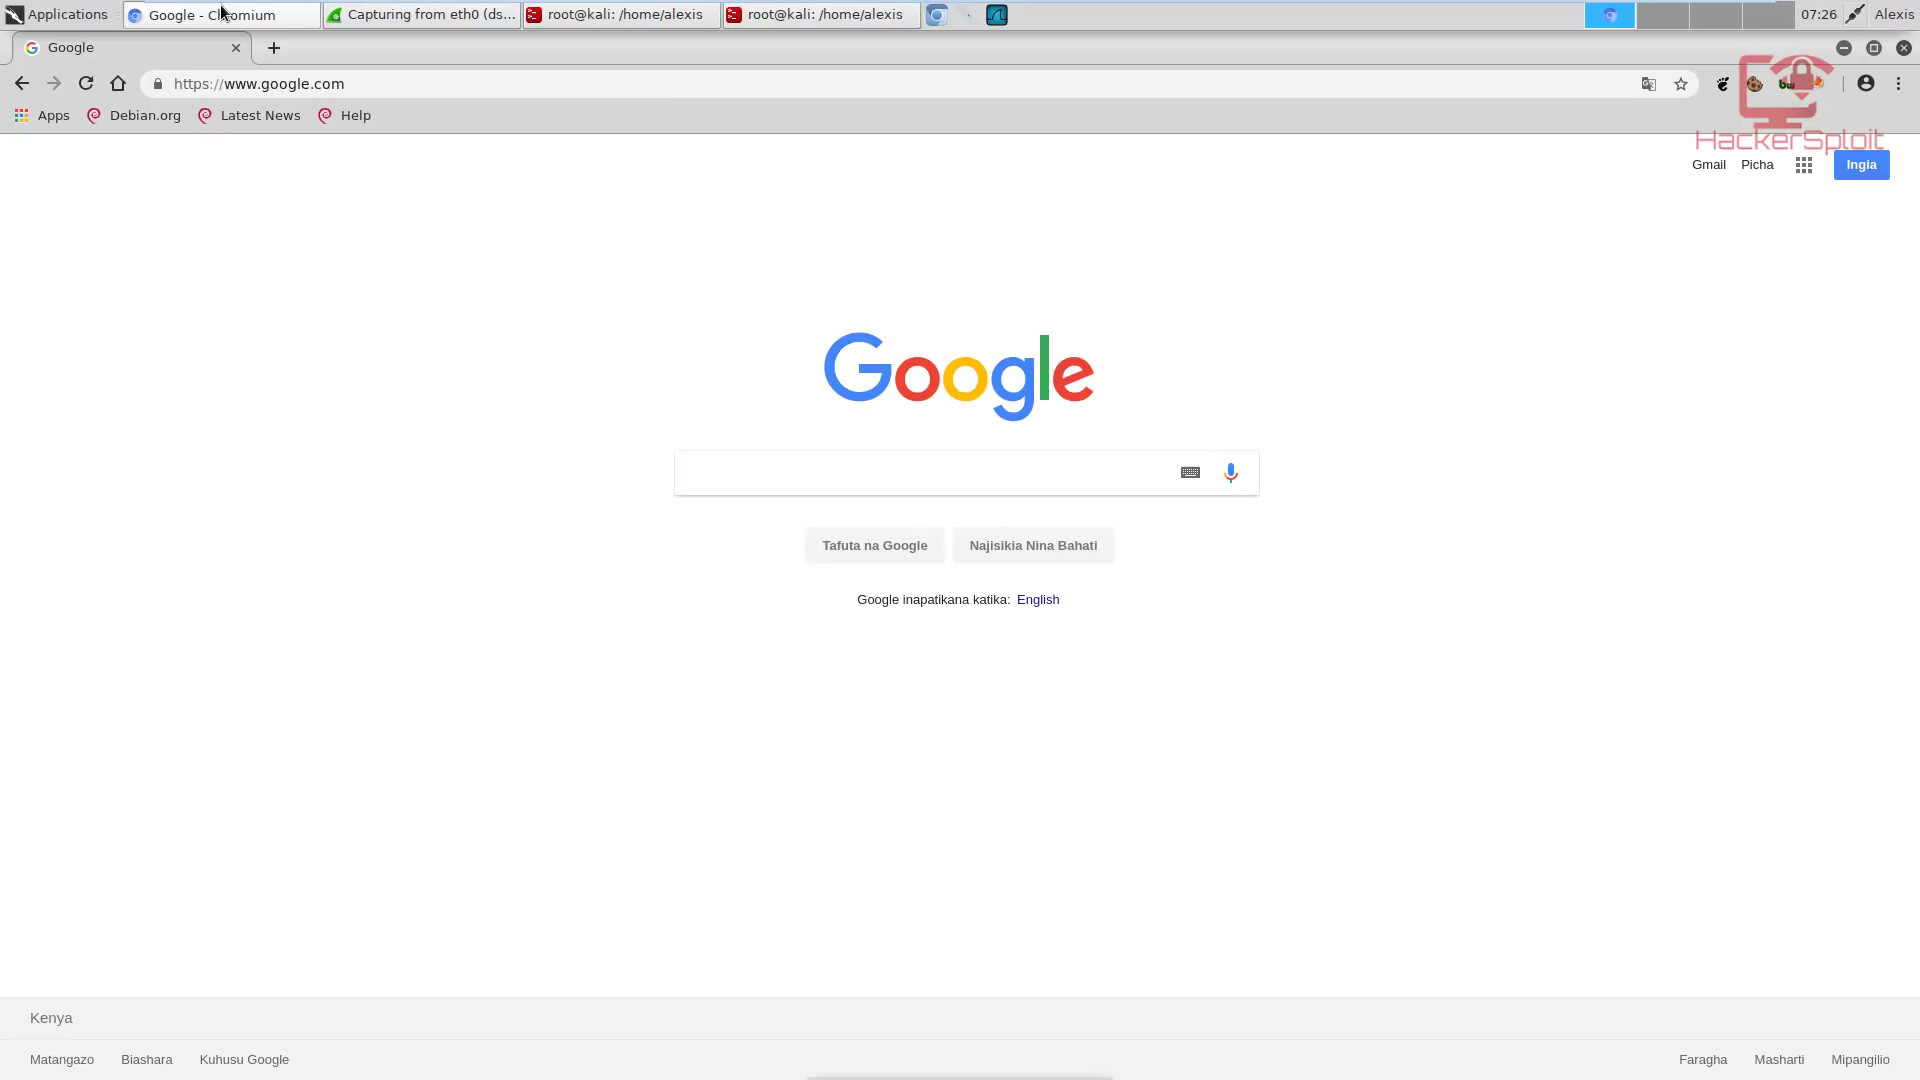 Applications
Google - Chromium
Capturing from eth0 (ds...
root@kali: /home/alexis
root@kali: /home/alexis
07:26
Alexis
Google
https://www.google.com
Apps
Debian.org
Latest News
Help
HackerSploit
Gmail
Picha
Ingia
Google
Tafuta na Google
Najisikia Nina Bahati
Google inapatikana katika: English
Kenya
Matangazo
Biashara
Kuhusu Google
Faragha
Masharti
Mipangilio